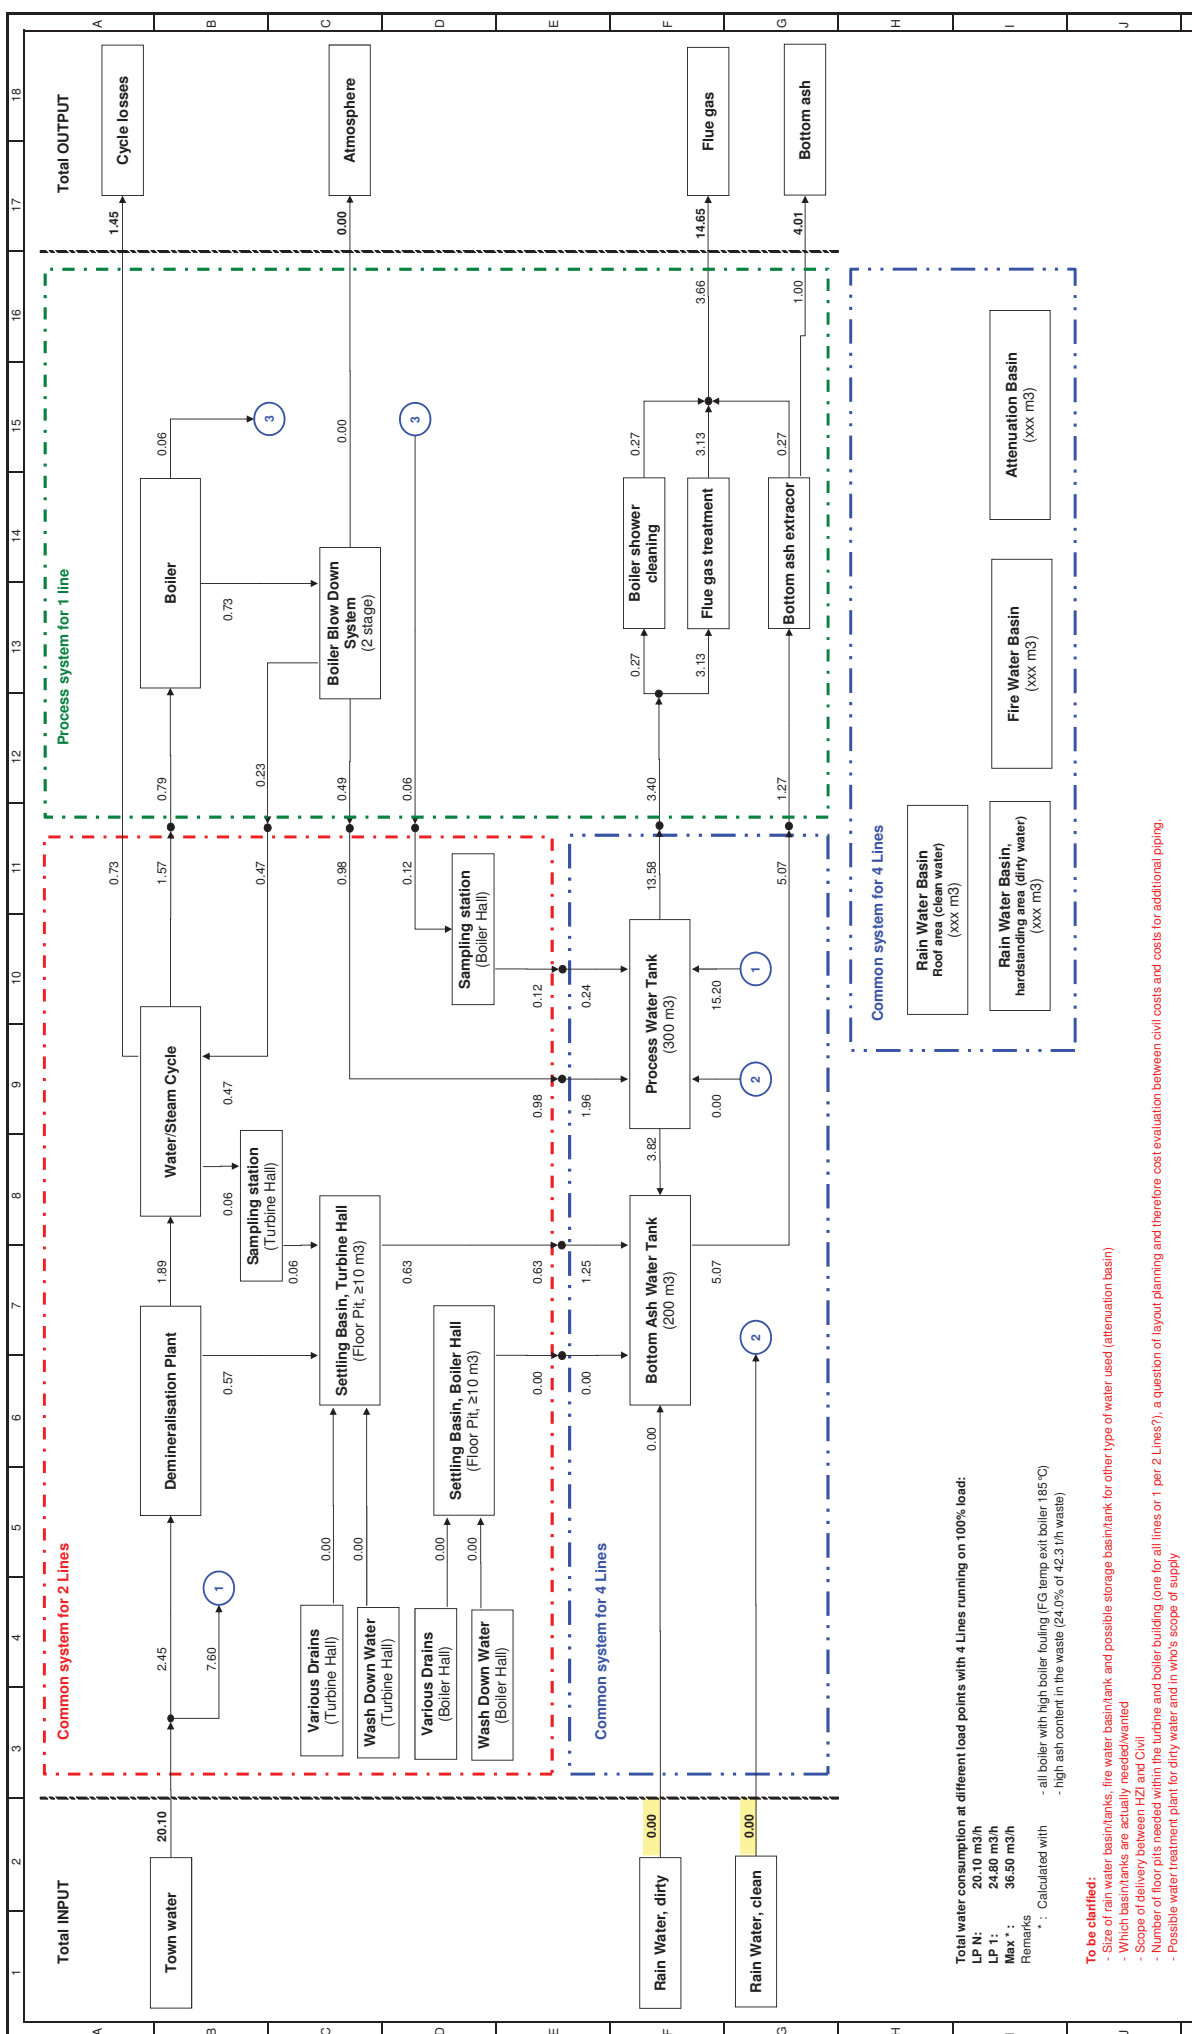 1 2 3 4 5 6 7 8 9 10 11 12 13 14 15 16 17 18
A
B
C
D
E
F
G
H
I
J
A
B
C
D
E
F
G
H
I
J
Total INPUT
Total OUTPUT
Common system for 2 Lines
Process system for 1 line
Town water
20.10
2.45
7.60
1
Demineralisation Plant
1.89
0.57
Water/Steam Cycle
0.06
0.47
Sampling station
(Turbine Hall)
0.06
0.73
1.45
Cycle losses
1.57
0.79
Boiler
0.06
3
0.73
0.47
0.23
Various Drains
(Turbine Hall)
0.00
Wash Down Water
(Turbine Hall)
0.00
Settling Basin, Turbine Hall
(Floor Pit, ≥10 m3)
0.63
0.98
0.49
Boiler Blow Down
System
(2 stage)
0.00
0.00
Atmosphere
Various Drains
(Boiler Hall)
0.00
Wash Down Water
(Boiler Hall)
0.00
Settling Basin, Boiler Hall
(Floor Pit, ≥10 m3)
Sampling station
(Boiler Hall)
0.12
0.06
3
0.00
0.63
0.98
0.12
Common system for 4 Lines
0.00
1.25
1.96
0.24
Rain Water, dirty
0.00
0.00
Bottom Ash Water Tank
(200 m3)
3.82
Process Water Tank
(300 m3)
13.58
3.40
0.27
Boiler shower
cleaning
0.27
3.13
Flue gas treatment
3.13
3.66
14.65
Flue gas
5.07
0.00
15.20
Rain Water, clean
0.00
2
2
1
5.07
1.27
Bottom ash extracor
0.27
1.00
4.01
Bottom ash
Common system for 4 Lines
Rain Water Basin
Roof area (clean water)
(xxx m3)
Rain Water Basin,
hardstanding area (dirty water)
(xxx m3)
Fire Water Basin
(xxx m3)
Attenuation Basin
(xxx m3)
Total water consumption at different load points with 4 Lines running on 100% load:
LP N: 20.10 m3/h
LP 1: 24.80 m3/h
Max * : 36.50 m3/h
Remarks
* : Calculated with - all boiler with high boiler fouling (FG temp exit boiler 185°C)
- high ash content in the waste (24.0% of 42.3 t/h waste)
To be clarified:
- Size of rain water basin/tanks, fire water basin/tank and possible storage basin/tank for other type of water used (attenuation basin)
- Which basin/tanks are actually needed/wanted
- Scope of delivery between HZI and Civil
- Number of floor pits needed within the turbine and boiler building (one for all lines or 1 per 2 Lines?), a question of layout planning and therefore cost evaluation between civil costs and costs for additional piping.
- Possible water treatment plant for dirty water and in who's scope of supply